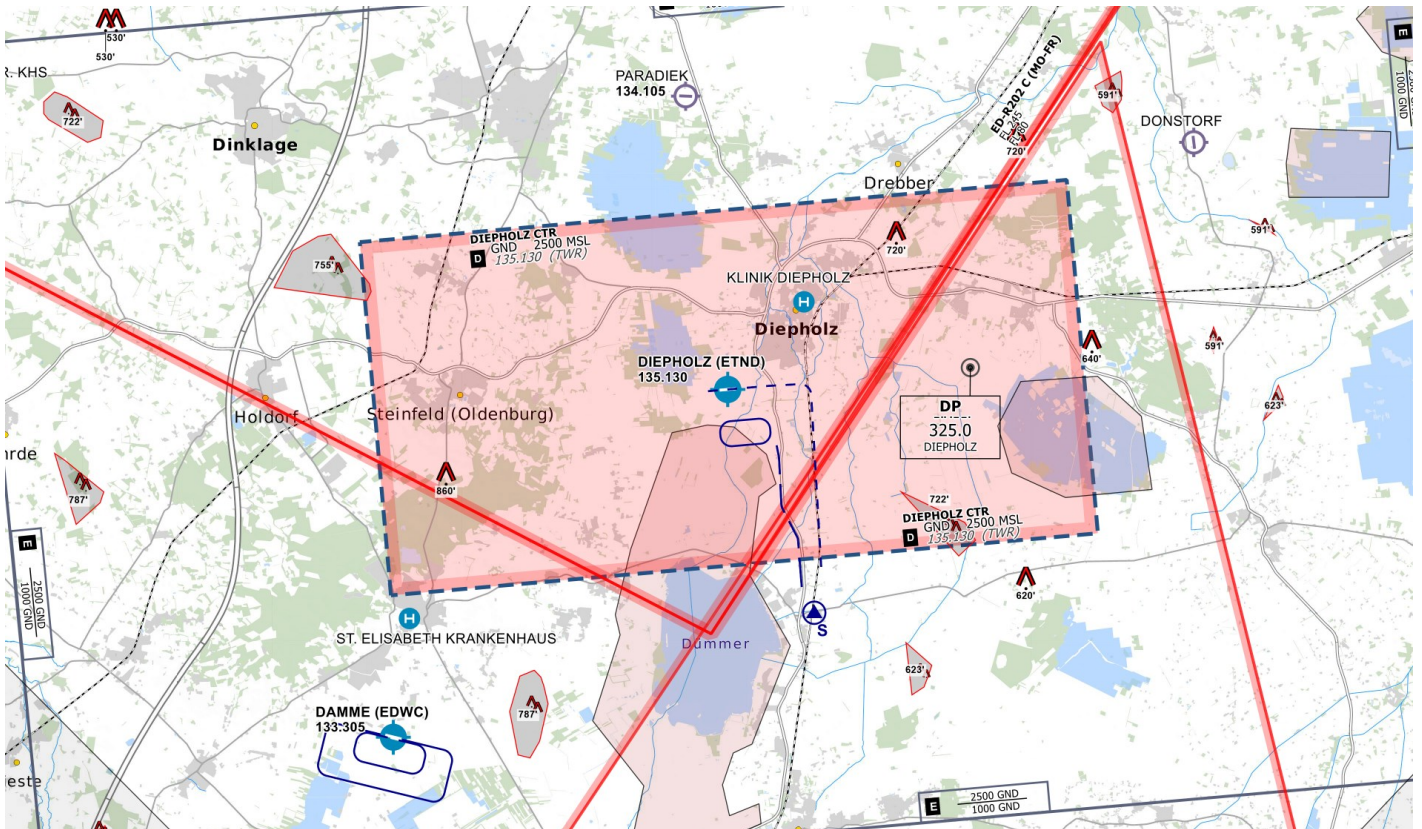 530'
530'
R. KHS
722'
Dinklage
PARADIEK
134.105
ED-R202 C (MO-FR)
FL 245
720'
591'
DONSTORF
E
1000 GND
Drebber
DIEPHOLZ CTR
GND 2500 MSL
D
135.130 (TWR)
755'
720'
591'
KLINIK DIEPHOLZ
H
Diepholz
640'
591'
DIEPHOLZ (ETND)
135.130
Holdorf
Steinfeld (Oldenburg)
DP
325.0
DIEPHOLZ
623'
787'
860'
722'
DIEPHOLZ CTR
GND 2500 MSL
D
135.130 (TWR)
E
2500 GND
1000 GND
620'
H
ST. ELISABETH KRANKENHAUS
S
Dümmer
623'
DAMME (EDWC)
133.305
787'
E
2500 GND
1000 GND